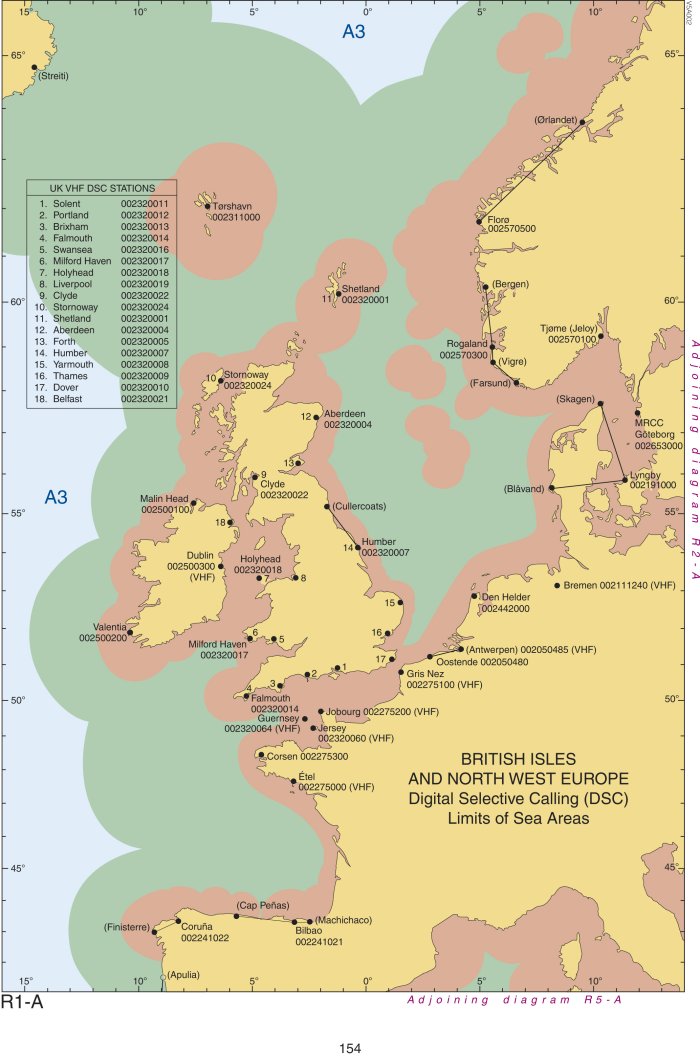 15°
10°
5°
0°
5°
10°
VSA002
A3
65°
65°
(Streiti)
(Ørlandet)
UK VHF DSC STATIONS
1. Solent 002320011
2. Portland 002320012
3. Brixham 002320013
4. Falmouth 002320014
5. Swansea 002320016
6. Milford Haven 002320017
7. Holyhead 002320018
8. Liverpool 002320019
9. Clyde 002320022
10. Stornoway 002320024
11. Shetland 002320001
12. Aberdeen 002320004
13. Forth 002320005
14. Humber 002320007
15. Yarmouth 002320008
16. Thames 002320009
17. Dover 002320010
18. Belfast 002320021
Tørshavn
002311000
Florø
002570500
(Bergen)
Shetland
11
002320001
60°
60°
Tjøme (Jeloy)
002570100
Rogaland
002570300
(Vigre)
(Farsund)
10
Stornoway
002320024
(Skagen)
12
Aberdeen
002320004
MRCC
Göteborg
002653000
13
9
Clyde
002320022
Lyngby
002191000
(Blåvand)
A3
Malin Head
002500100
(Cullercoats)
55°
55°
18
14
Humber
002320007
Dublin
002500300
(VHF)
Holyhead
002320018
7
8
Bremen 002111240 (VHF)
Den Helder
002442000
15
Valentia
002500200
6
5
16
Milford Haven
002320017
17
(Antwerpen) 002050485 (VHF)
Oostende 002050480
Gris Nez
002275100 (VHF)
1
2
3
4
50°
50°
Falmouth
002320014
Jobourg 002275200 (VHF)
Guernsey
002320064 (VHF)
Jersey
002320060 (VHF)
Corsen 002275300
Étel
002275000 (VHF)
BRITISH ISLES
AND NORTH WEST EUROPE
Digital Selective Calling (DSC)
Limits of Sea Areas
45°
45°
(Cap Peñas)
(Finisterre)
Coruña
002241022
(Machichaco)
Bilbao
002241021
(Apulia)
15°
10°
5°
0°
5°
10°
Adjoining diagram R2-A
R1-A
Adjoining diagram R5-A
154